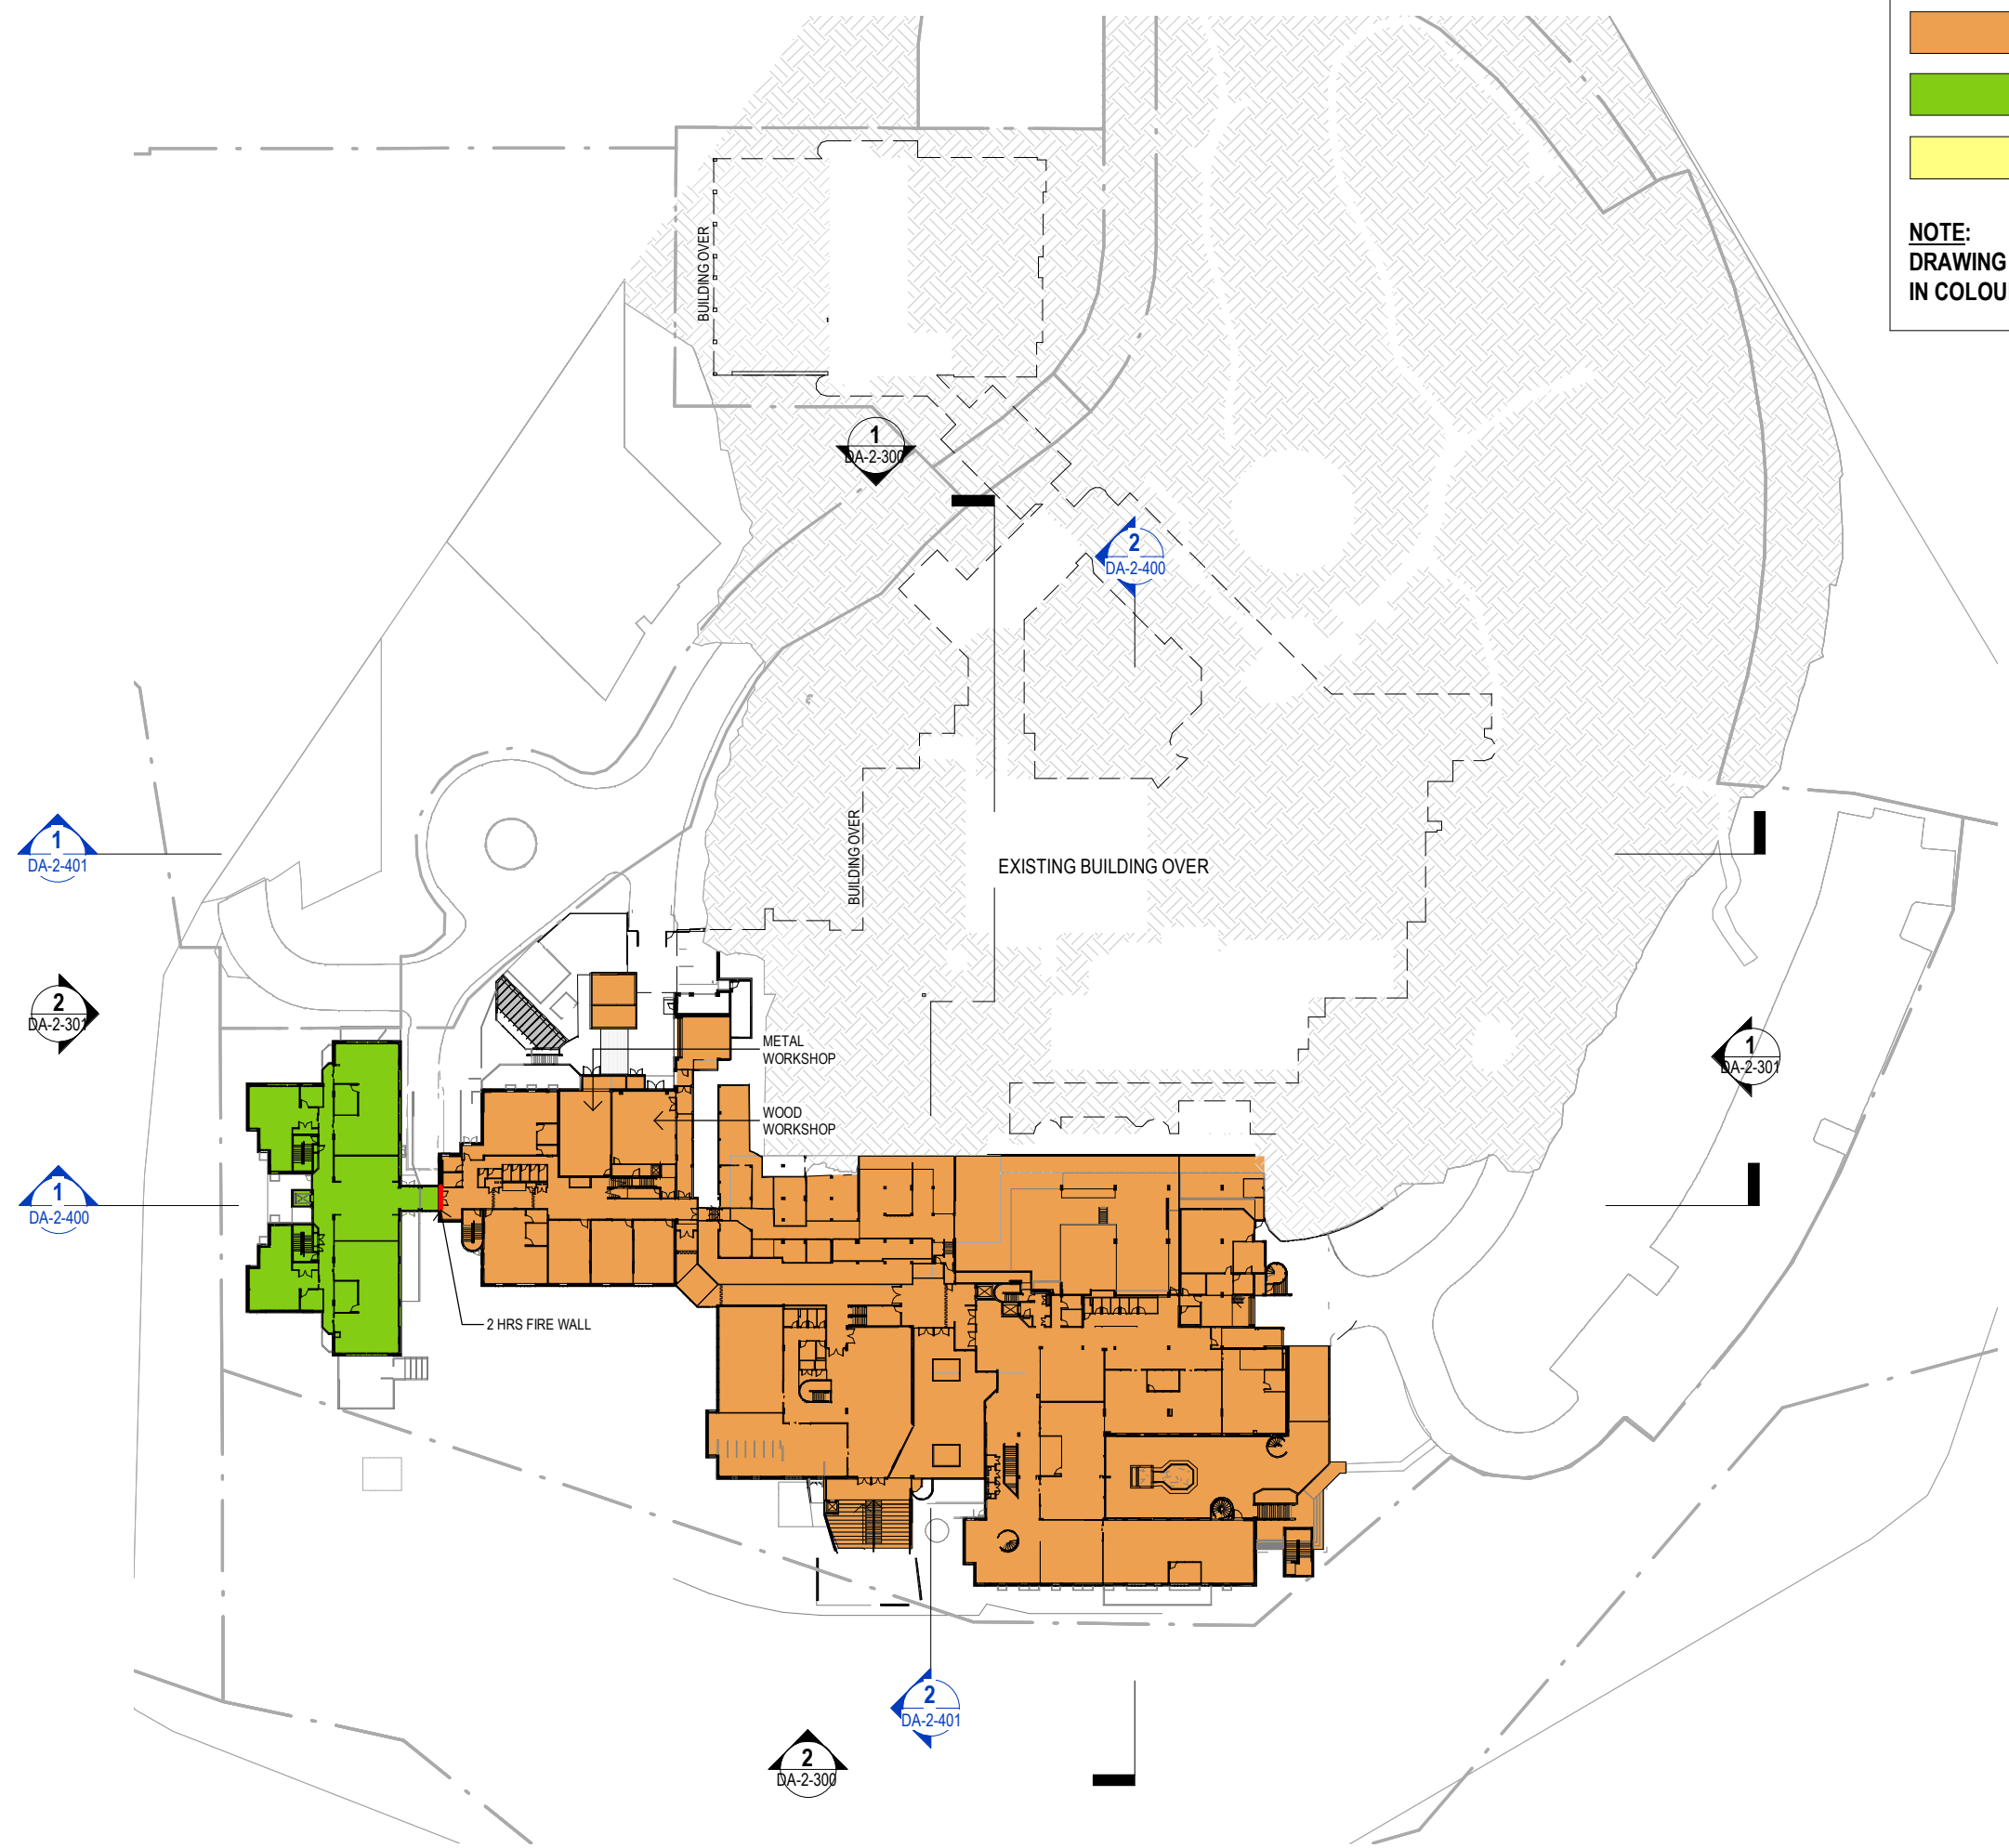 NOTE:
DRAWING
IN COLOU
BUILDING OVER
1
DA-2-300
2
DA-2-400
1
DA-2-401
BUILDING OVER
EXISTING BUILDING OVER
2
DA-2-301
METAL
WORKSHOP
1
DA-2-301
WOOD
WORKSHOP
1
DA-2-400
2 HRS FIRE WALL
2
DA-2-401
2
DA-2-300